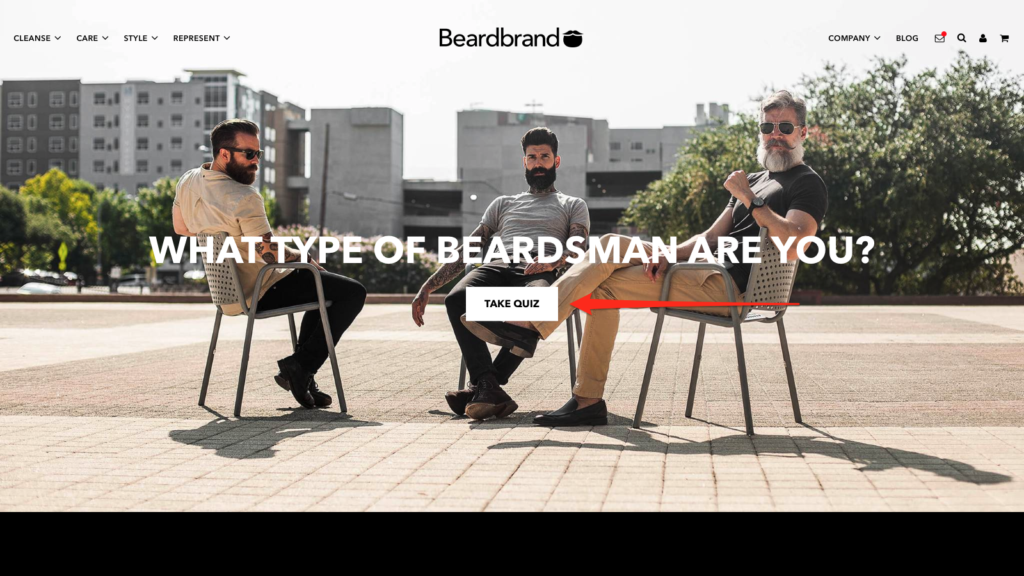 CLEANSE CARE STYLE REPRESENT
Beardbrand
COMPANY BLOG
WHAT TYPE OF BEARDSMAN ARE YOU?
TAKE QUIZ